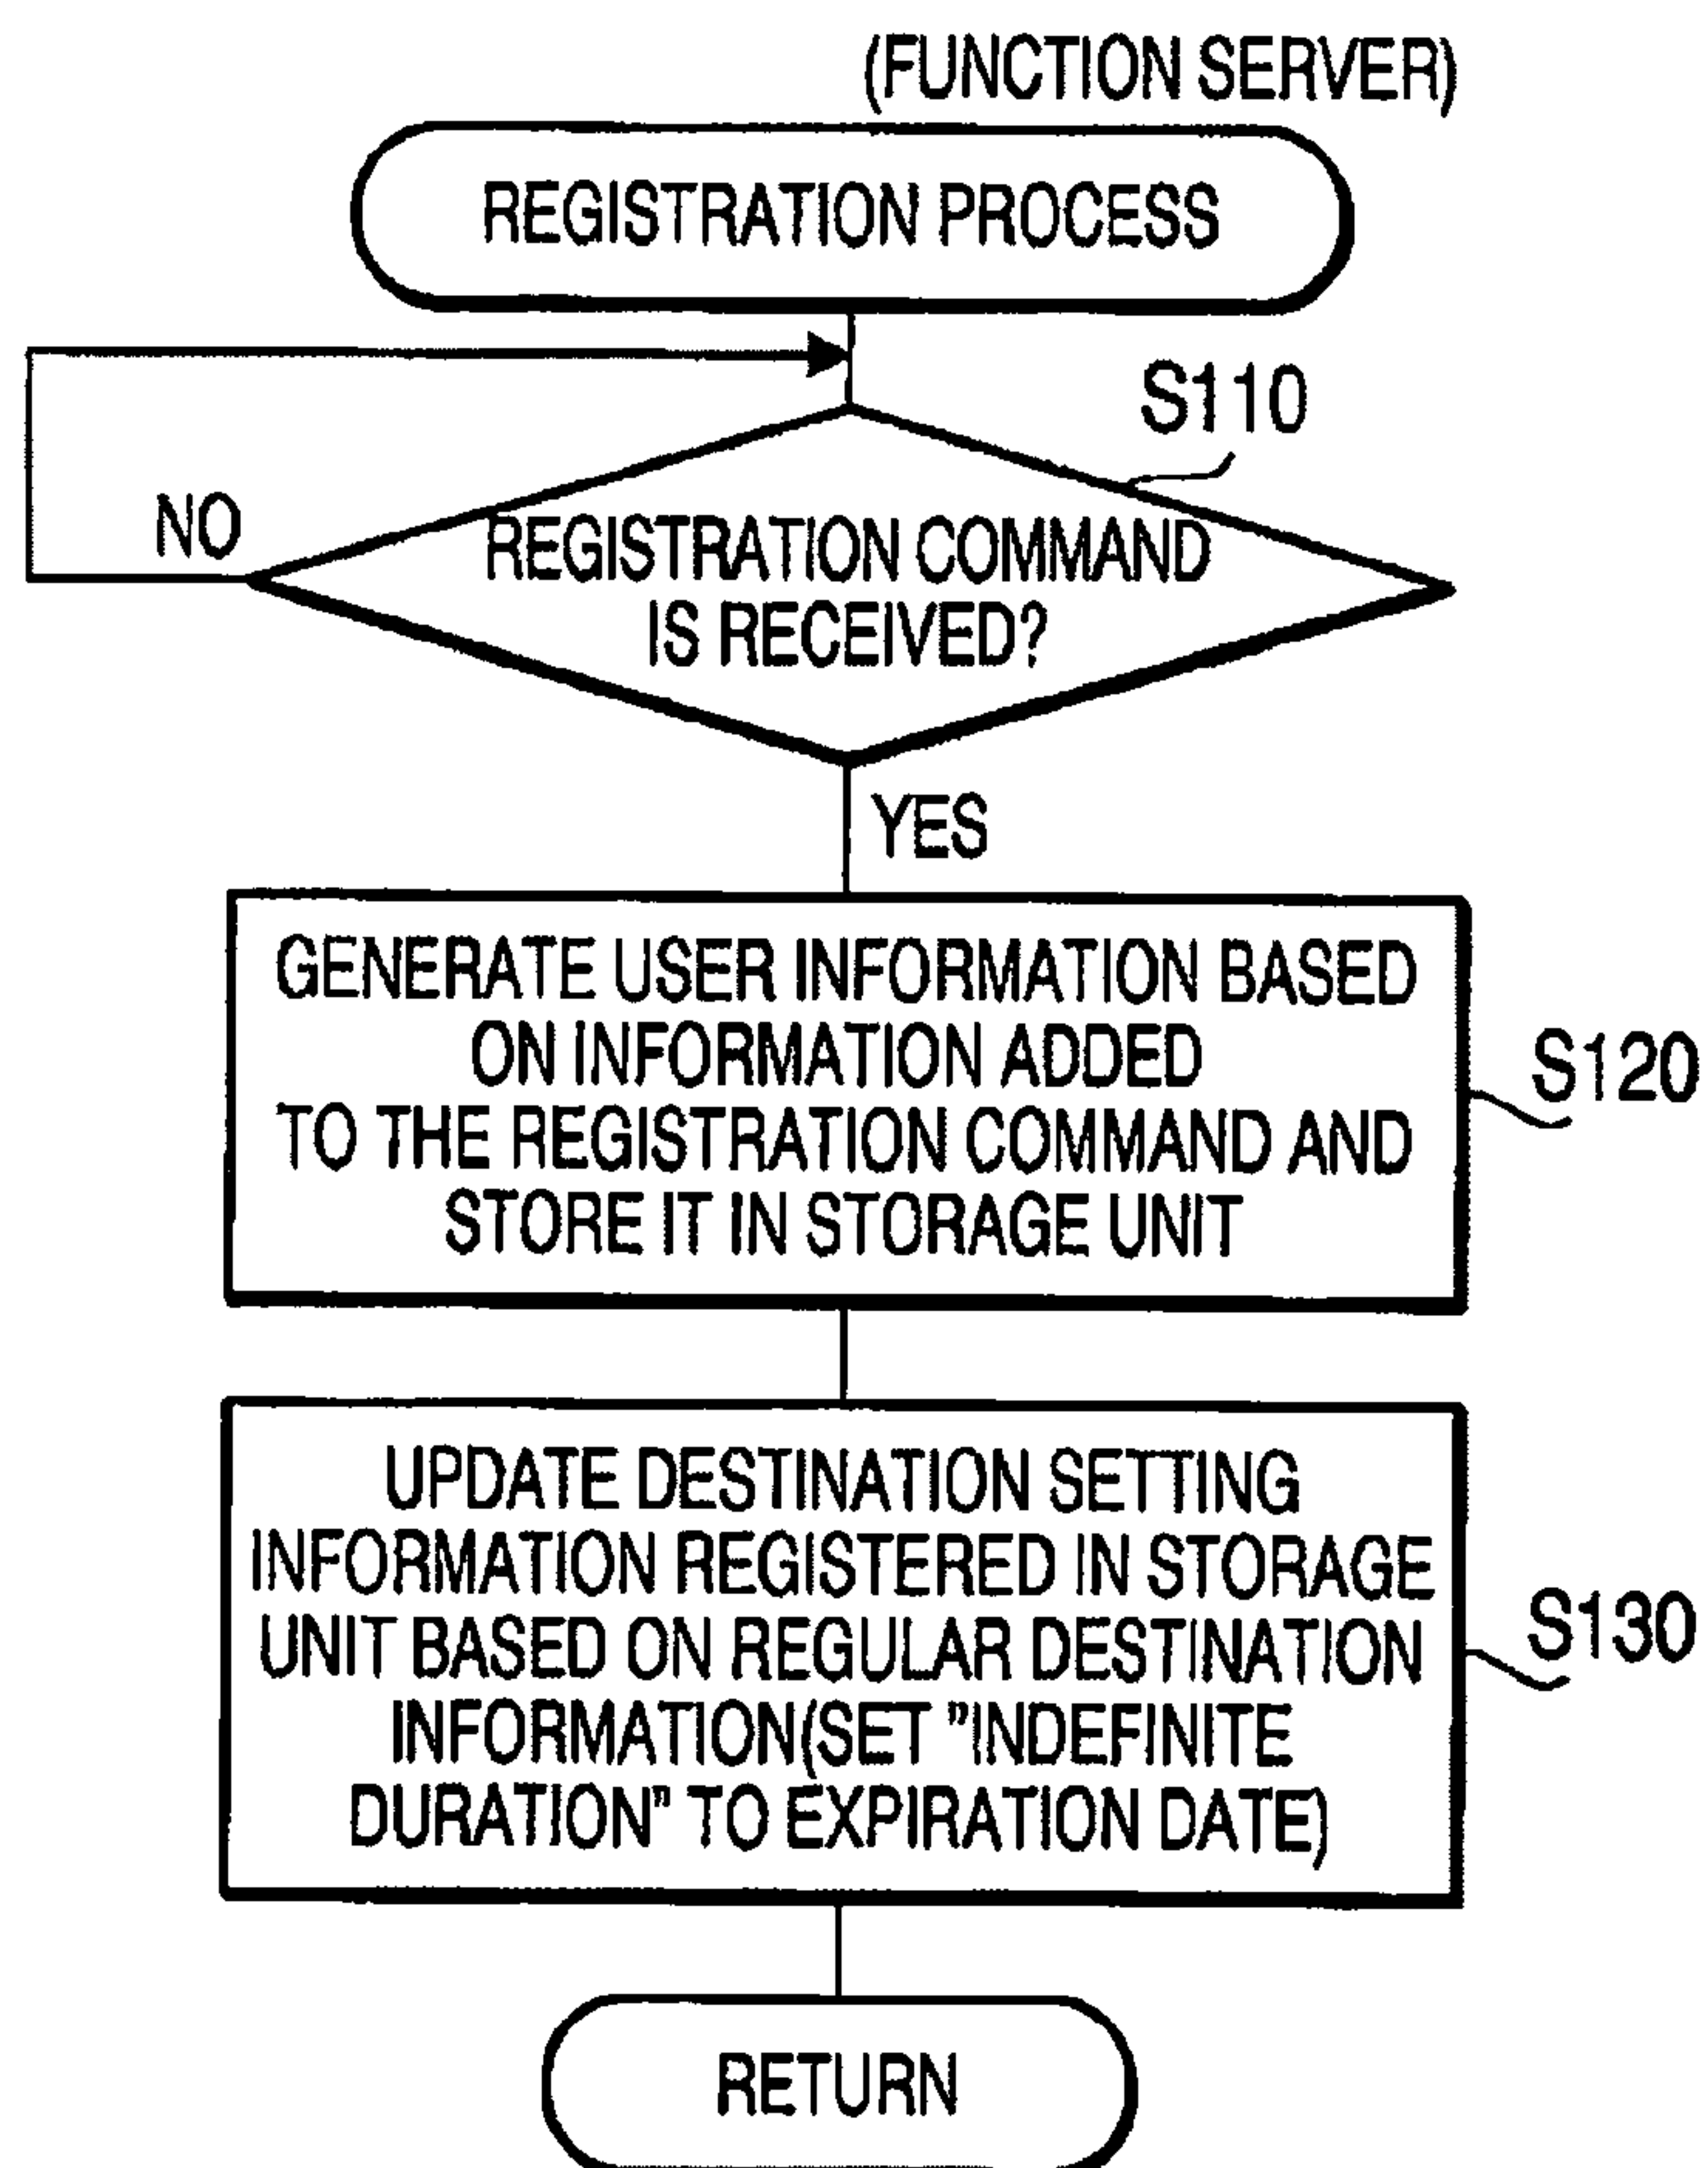 (FUNCTION SERVER)
REGISTRATION PROCESS
S110
NO
REGISTRATION COMMAND
IS RECEIVED?
YES
GENERATE USER INFORMATION BASED
ON INFORMATION ADDED
TO THE REGISTRATION COMMAND AND
STORE IT IN STORAGE UNIT
S120
UPDATE DESTINATION SETTING
INFORMATION REGISTERED IN STORAGE
UNIT BASED ON REGULAR DESTINATION
INFORMATION(SET "INDEFINITE
DURATION" TO EXPIRATION DATE)
S130
RETURN